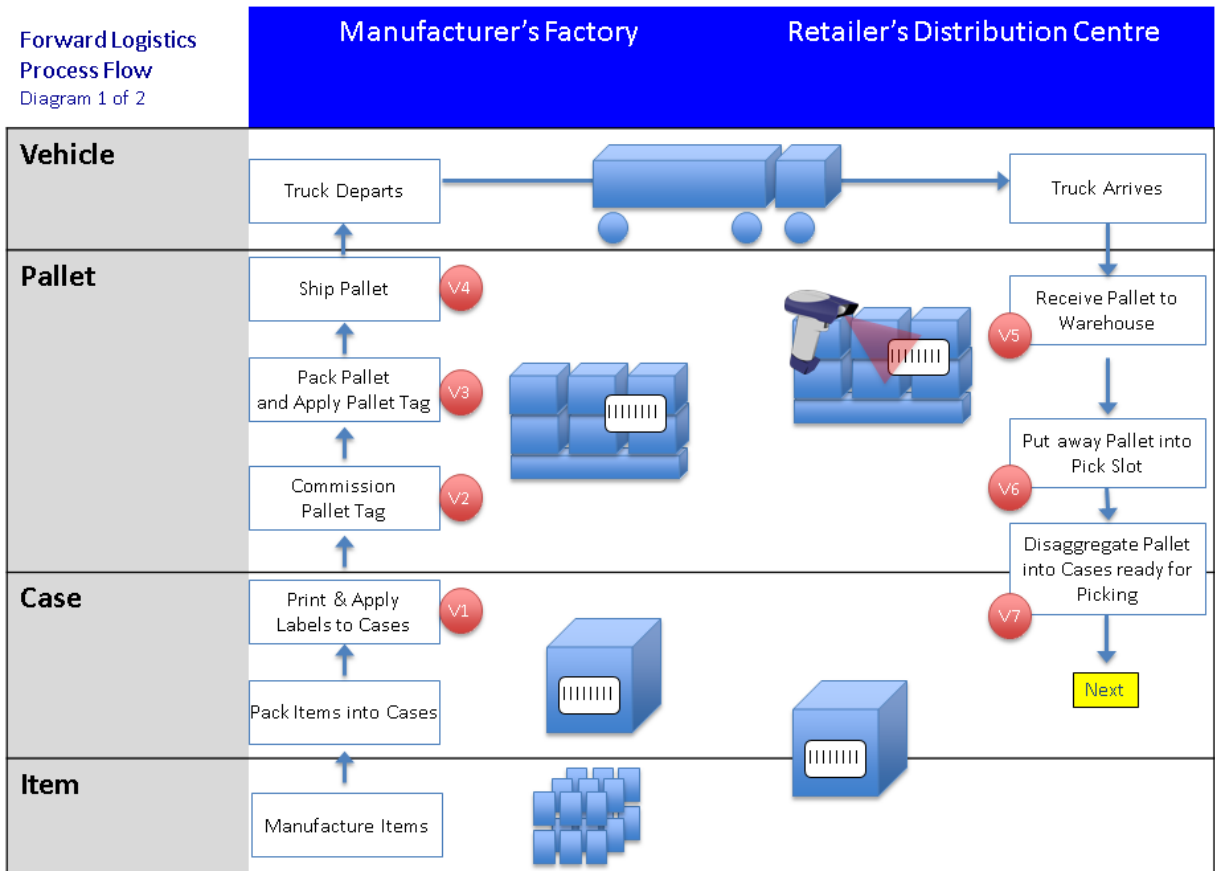 Forward Logistics
Process Flow
Diagram 1 of 2
Manufacturer's Factory
Retailer's Distribution Centre
Vehicle
Truck Departs
Truck Arrives
Pallet
Ship Pallet
V4
Receive Pallet to
Warehouse
V5
Pack Pallet
and Apply Pallet Tag
V3
Put away Pallet into
Pick Slot
V6
Commission
Pallet Tag
V2
Disaggregate Pallet
into Cases ready for
Picking
V7
Case
Print & Apply
Labels to Cases
V1
Next
Pack Items into Cases
Item
Manufacture Items